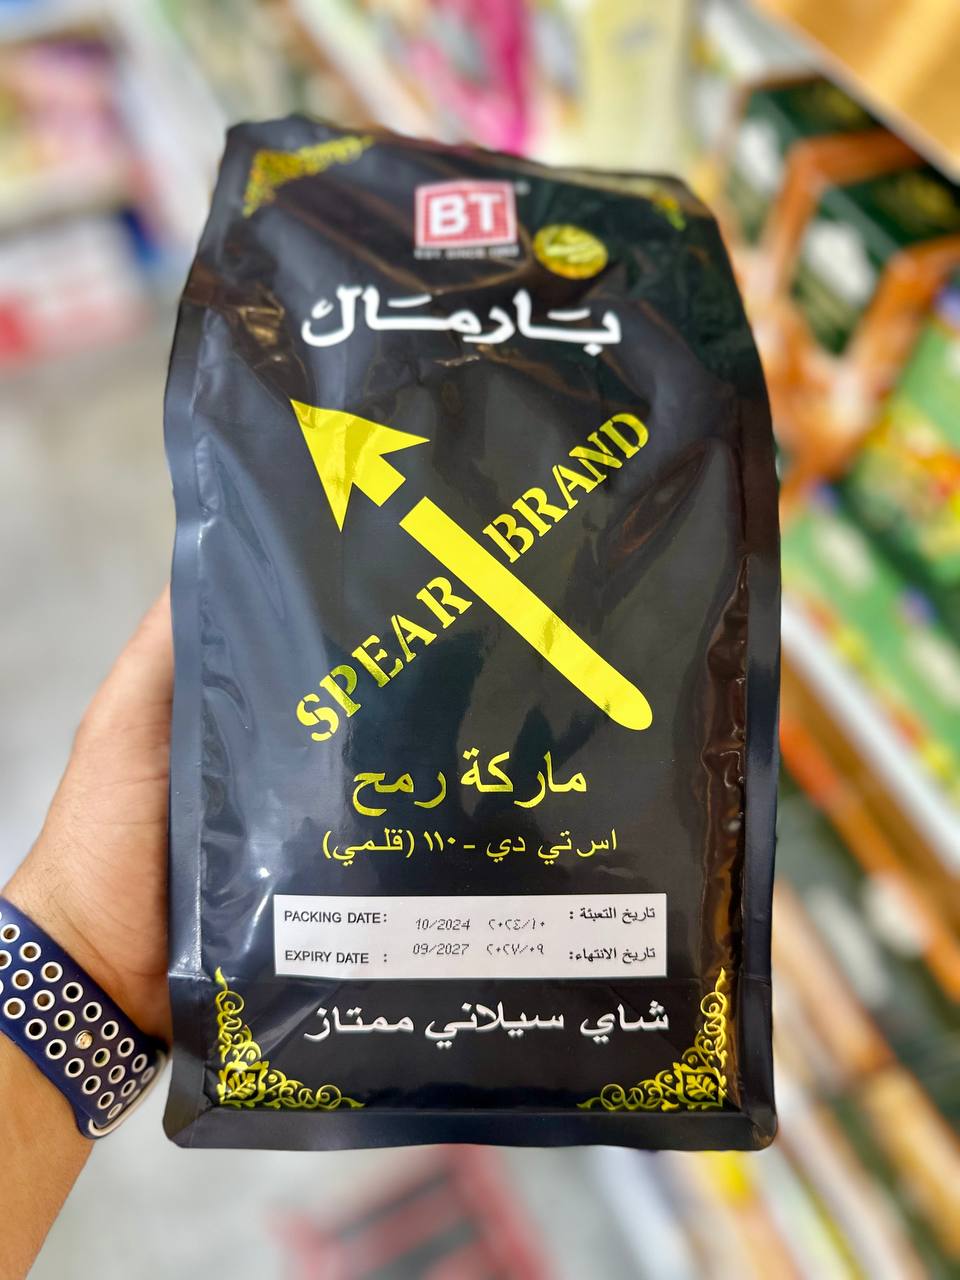 BT
بَارمَاك
SPEAR BRAND
ماركة رمح
اس تي دي - ١١٠ (قلمي)
PACKING DATE: 10/2024 ٢٠٢٤/١٠ تاريخ التعبئة :
EXPIRY DATE : 09/2027 ٢٠٢٧/٠٩ تاريخ الانتهاء:
شاي سيلاني ممتاز